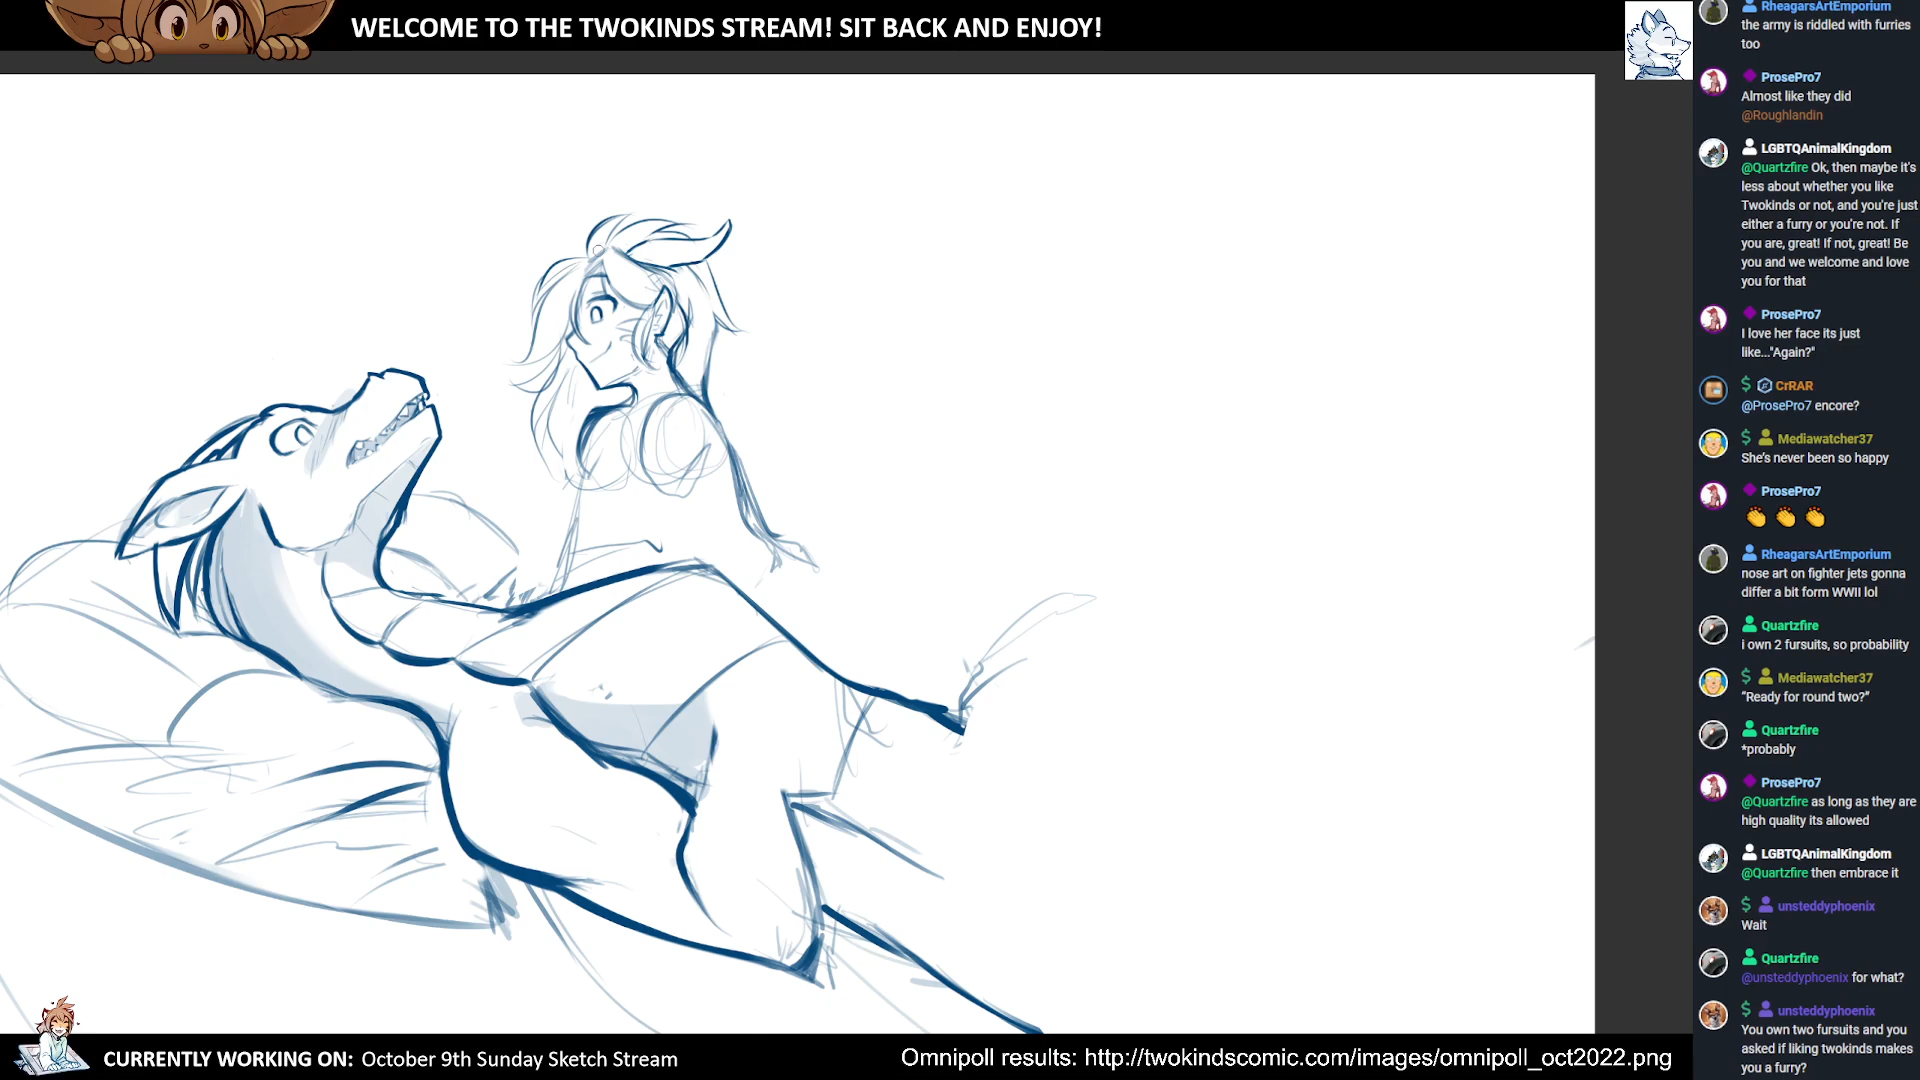 WELCOME TO THE TWOKINDS STREAM! SIT BACK AND ENJOY!
RheagarsArtEmporium
the army is riddled with furries
too
ProsePro7
Almost like they did
@Roughlandin
LGBTQAnimalKingdom
@Quartzfire Ok, then maybe it's
less about whether you like
Twokinds or not, and you're just
either a furry or you're not. If
you are, great! If not, great! Be
you and we welcome and love
you for that
ProsePro7
I love her face its just
like..."Again?"
CrRAR
@ProsePro7 encore?
Mediawatcher37
She's never been so happy
ProsePro7
RheagarsArtEmporium
nose art on fighter jets gonna
differ a bit form WWII lol
Quartzfire
i own 2 fursuits, so probability
Mediawatcher37
“Ready for round two?”
Quartzfire
*probably
ProsePro7
@Quartzfire as long as they are
high quality its allowed
LGBTQAnimalKingdom
@Quartzfire then embrace it
unsteddyphoenix
Wait
Quartzfire
@unsteddyphoenix for what?
unsteddyphoenix
You own two fursuits and you
asked if liking twokinds makes
you a furry?
CURRENTLY WORKING ON: October 9th Sunday Sketch Stream
Omnipoll results: http://twokindscomic.com/images/omnipoll_oct2022.png